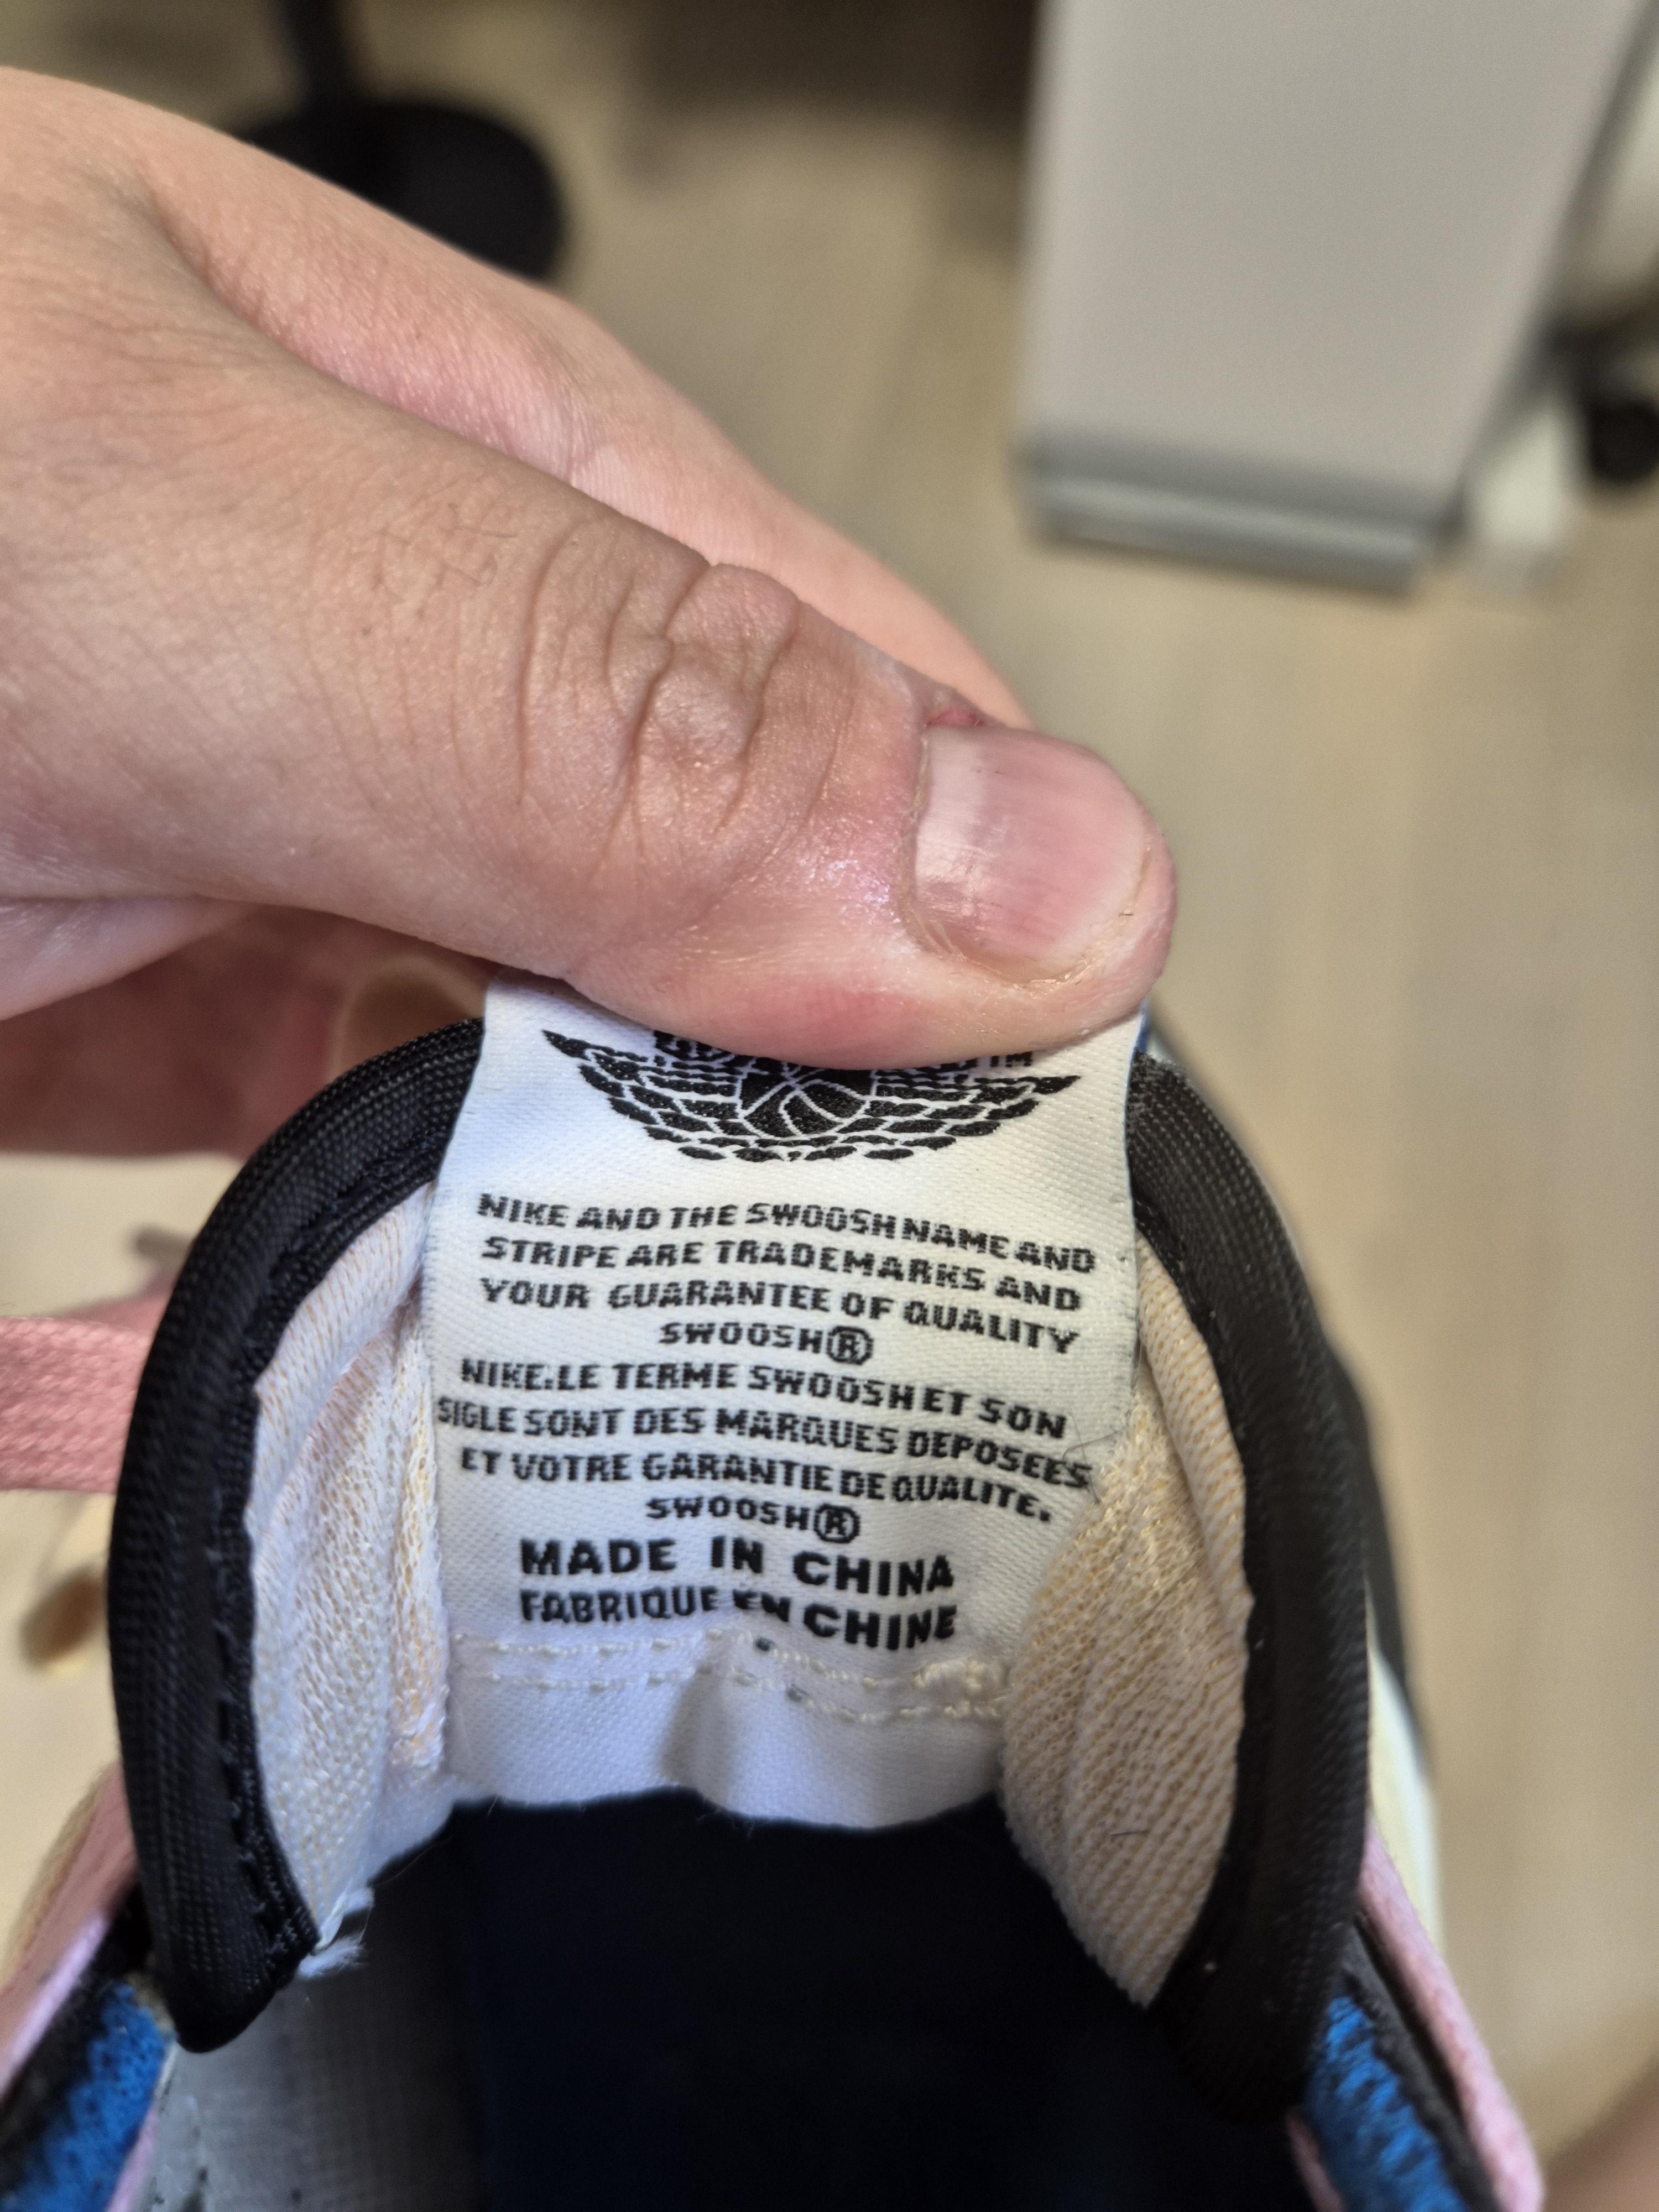 TM
NIKE AND THE SWOOSH NAME AND
STRIPE ARE TRADEMARKS AND
YOUR GUARANTEE OF QUALITY
SWOOSH®
NIKE.LE TERME SWOOSH ET SON
SIGLE SONT DES MARQUES DEPOSEES
ET VOTRE GARANTIE DE QUALITE.
SWOOSH®
MADE IN CHINA
FABRIQUE EN CHINE